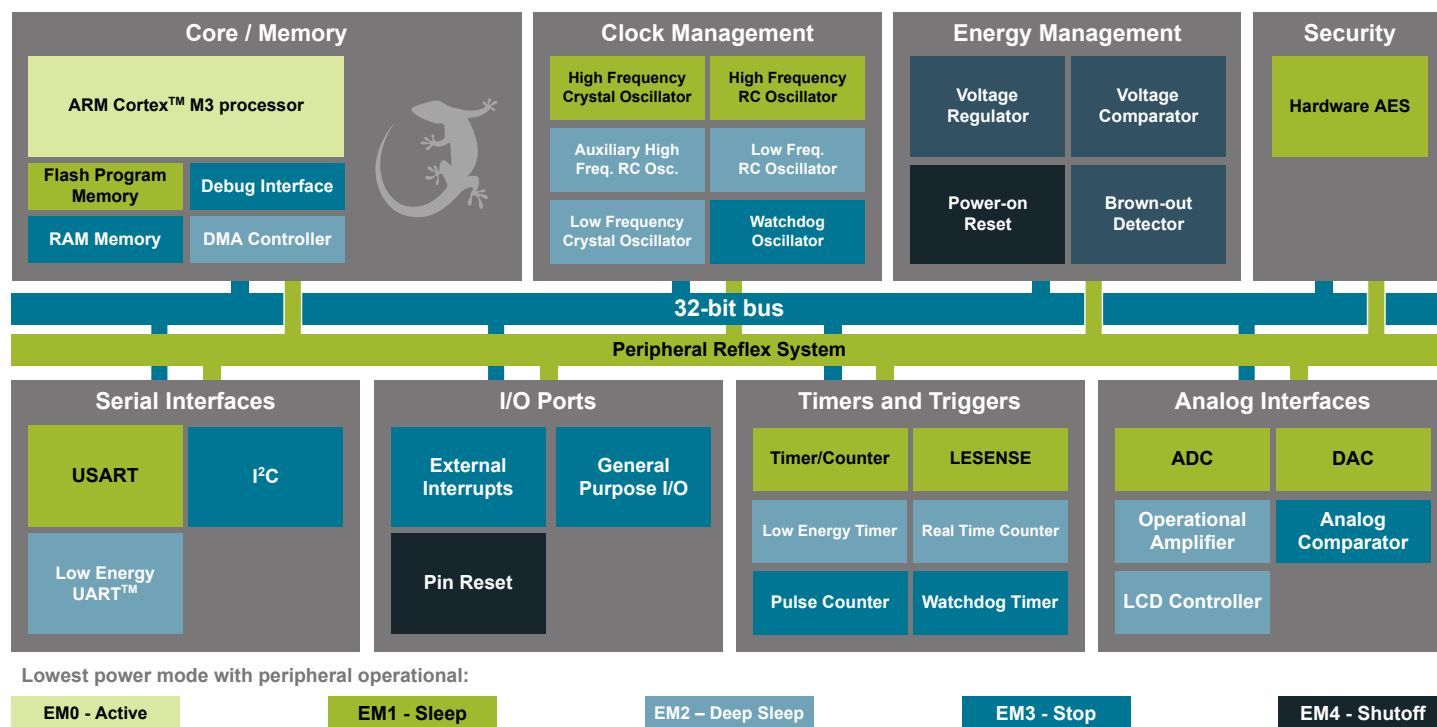 Core / Memory
ARM Cortex™ M3 processor
Flash Program
Memory
Debug Interface
RAM Memory
DMA Controller
Clock Management
High Frequency
Crystal Oscillator
High Frequency
RC Oscillator
Auxiliary High
Freq. RC Osc.
Low Freq.
RC Oscillator
Low Frequency
Crystal Oscillator
Watchdog
Oscillator
Energy Management
Voltage
Regulator
Voltage
Comparator
Power-on
Reset
Brown-out
Detector
Security
Hardware AES
32-bit bus
Peripheral Reflex System
Serial Interfaces
USART
I²C
Low Energy
UART™
I/O Ports
External
Interrupts
General
Purpose I/O
Pin Reset
Timers and Triggers
Timer/Counter
LESENSE
Low Energy Timer
Real Time Counter
Pulse Counter
Watchdog Timer
Analog Interfaces
ADC
DAC
Operational
Amplifier
Analog
Comparator
LCD Controller
Lowest power mode with peripheral operational:
EM0 - Active
EM1 - Sleep
EM2 – Deep Sleep
EM3 - Stop
EM4 - Shutoff